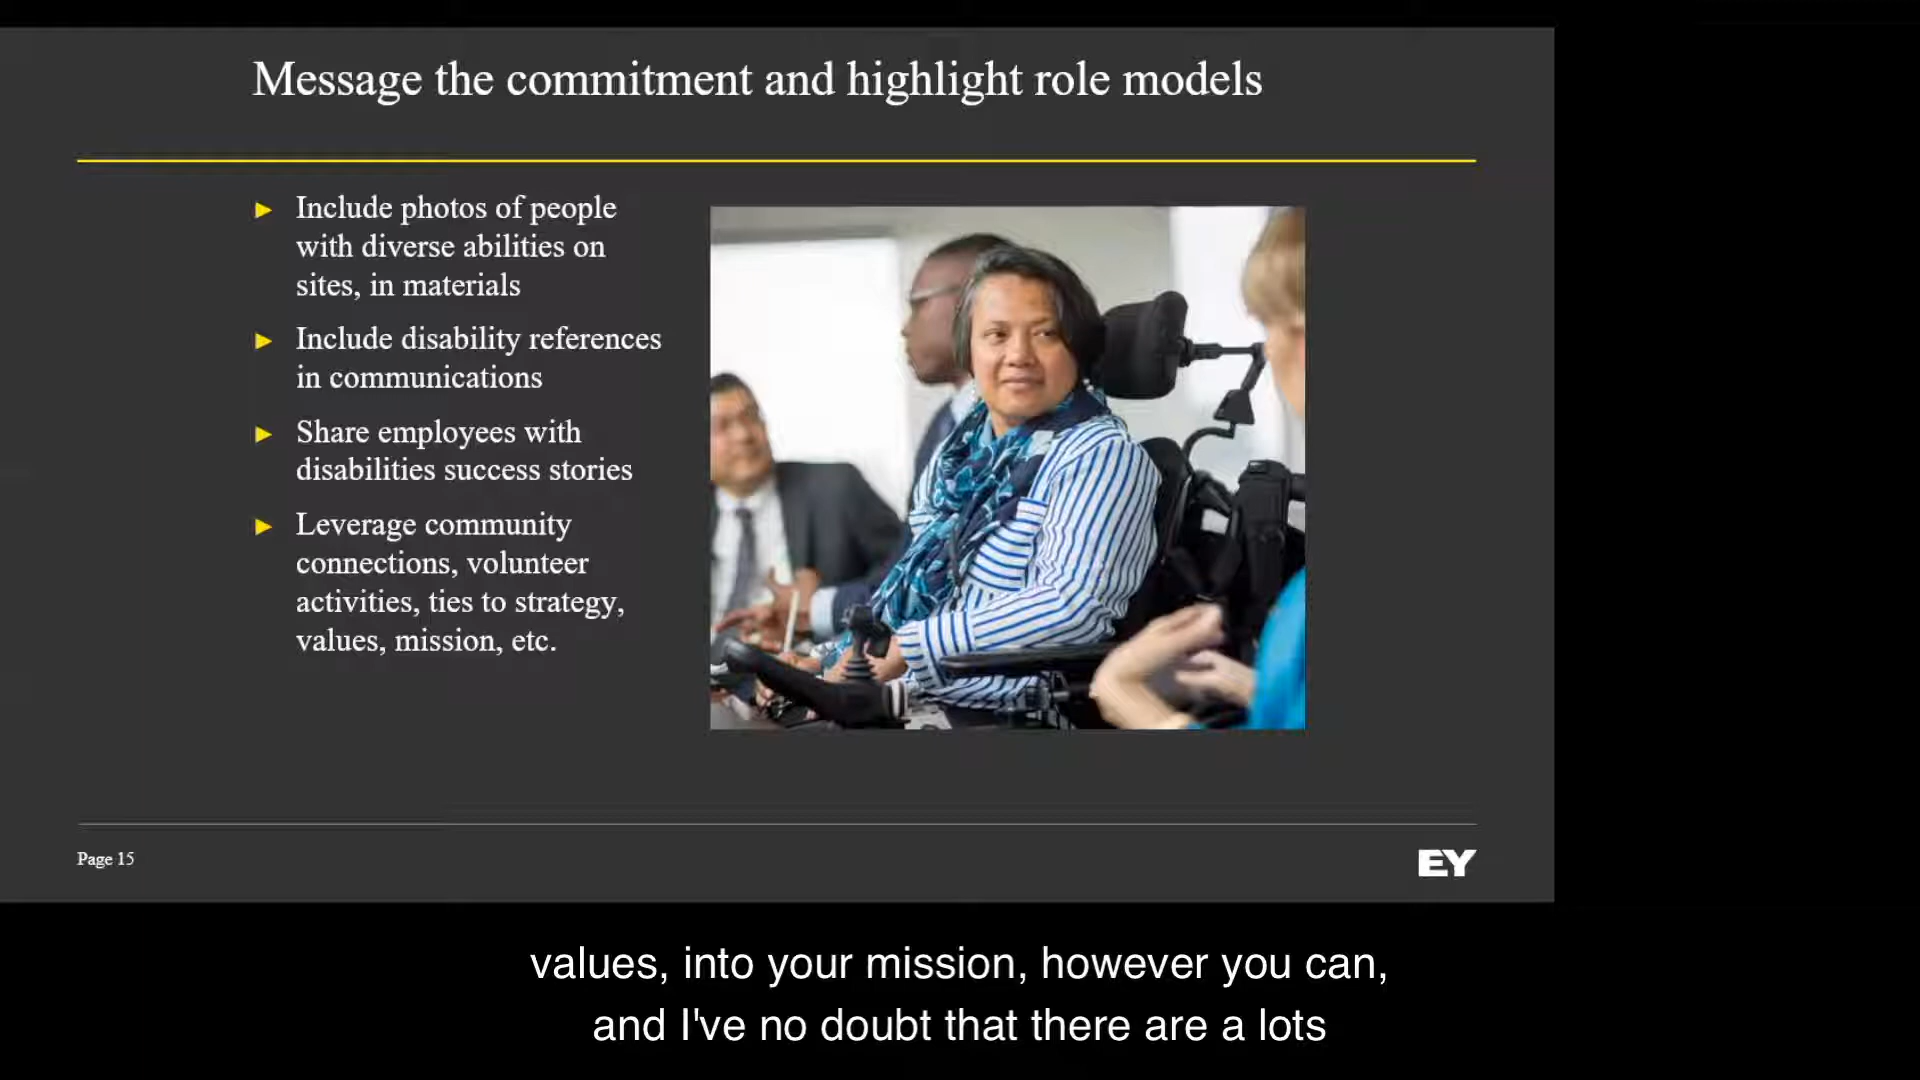 Message the commitment and highlight role models
► Include photos of people
with diverse abilities on
sites, in materials
► Include disability references
in communications
► Share employees with
disabilities success stories
► Leverage community
connections, volunteer
activities, ties to strategy,
values, mission, etc.
Page 15
EY
values, into your mission, however you can,
and I've no doubt that there are a lots